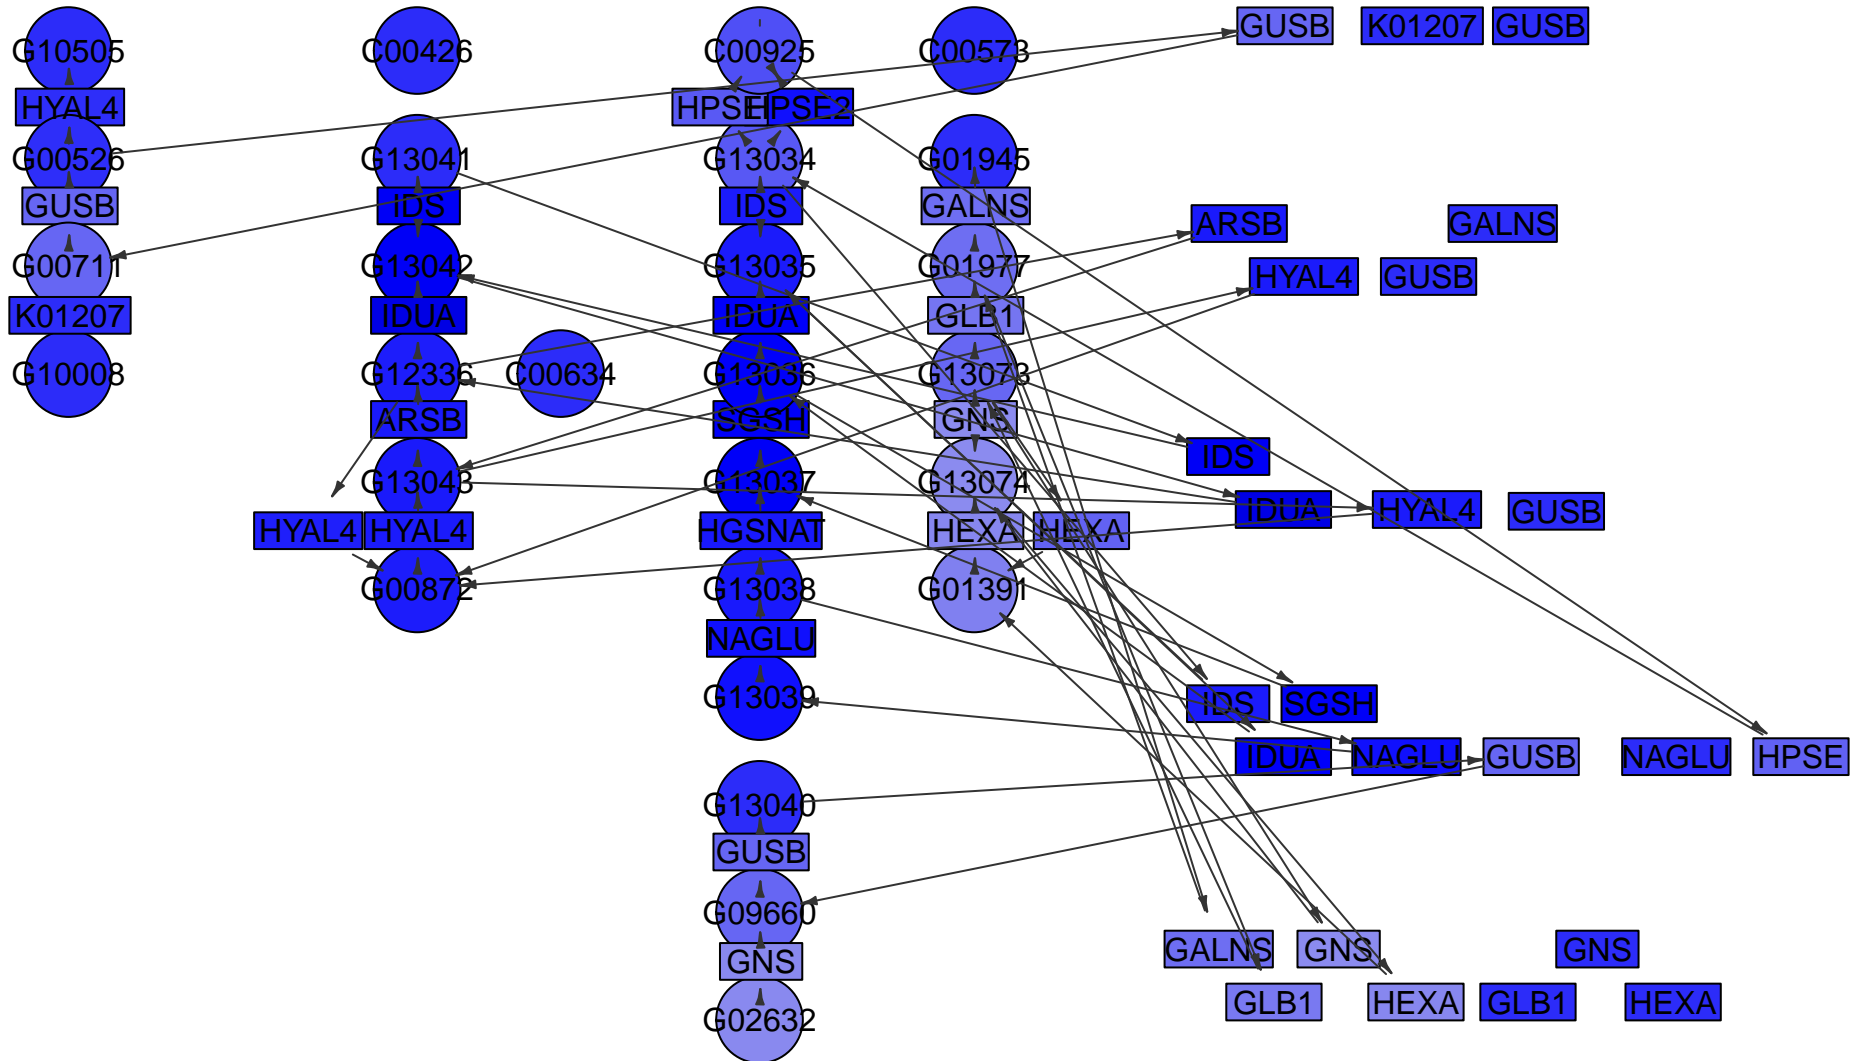 G10505
C00426
C00925
C00573
GUSB
K01207
GUSB
HYAL4
HPSE
HPSE2
G00526
G13041
G13034
G01945
GUSB
IDS
IDS
GALNS
ARSB
GALNS
G00711
G13042
G13035
G01977
HYAL4
GUSB
K01207
IDUA
IDUA
GLB1
G10008
G12336
C00634
G13036
G13073
ARSB
SGSH
GNS
IDS
G13043
G13037
G13074
IDUA
HYAL4
GUSB
HYAL4
HYAL4
HGSNAT
HEXA
HEXA
G00872
G13038
G01391
NAGLU
G13039
IDS
SGSH
IDUA
NAGLU
GUSB
NAGLU
HPSE
G13040
GUSB
G09660
GALNS
GNS
GNS
GNS
GLB1
HEXA
GLB1
HEXA
G02632